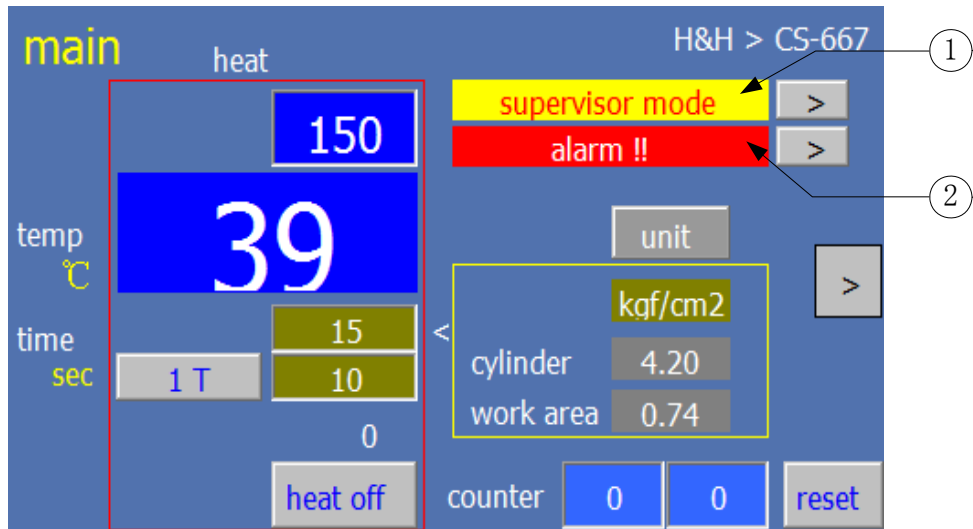 main
heat
H&H > CS-667
①
supervisor mode >
150
alarm !! >
②
39
temp
℃
unit
>
kgf/cm2
time
15
<
sec
1 T
10
cylinder 4.20
work area 0.74
0
heat off
counter 0 0 reset